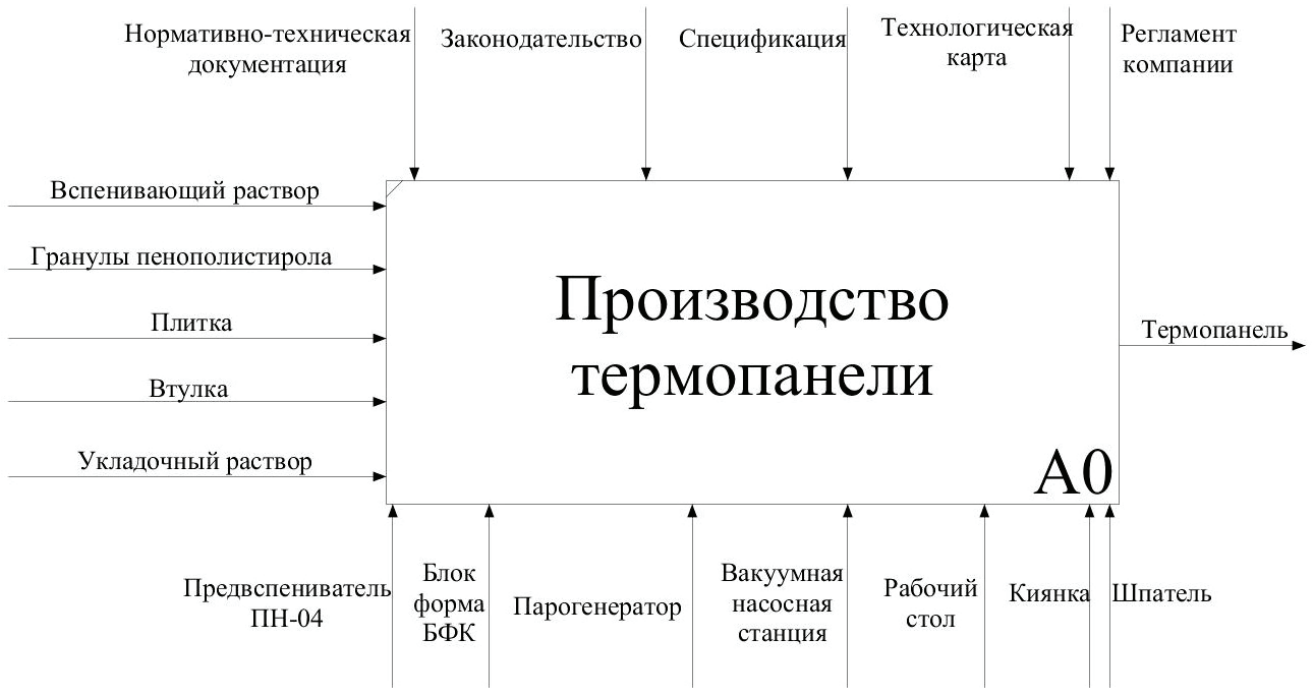 Нормативно-техническая
документация
Законодательство
Спецификация
Технологическая
карта
Регламент
компании
Вспенивающий раствор
Гранулы пенополистирола
Плитка
Втулка
Укладочный раствор
Производство
термопанели
А0
Термопанель
Предвспениватель
ПН-04
Блок
форма
БФК
Парогенератор
Вакуумная
насосная
станция
Рабочий
стол
Киянка
Шпатель